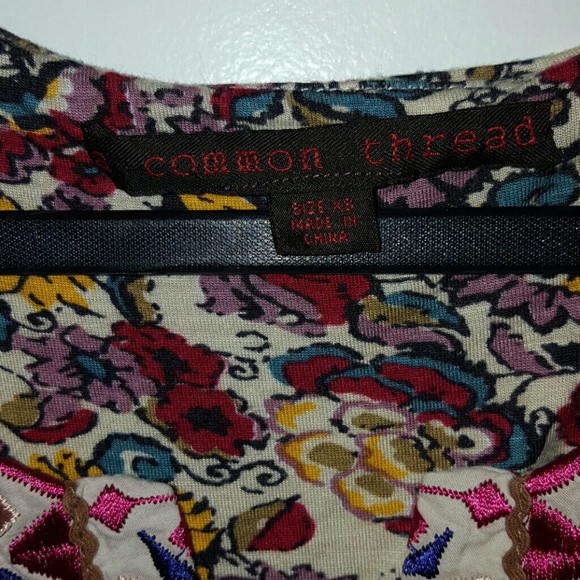 common thread
SIZE XS
MADE IN
CHINA